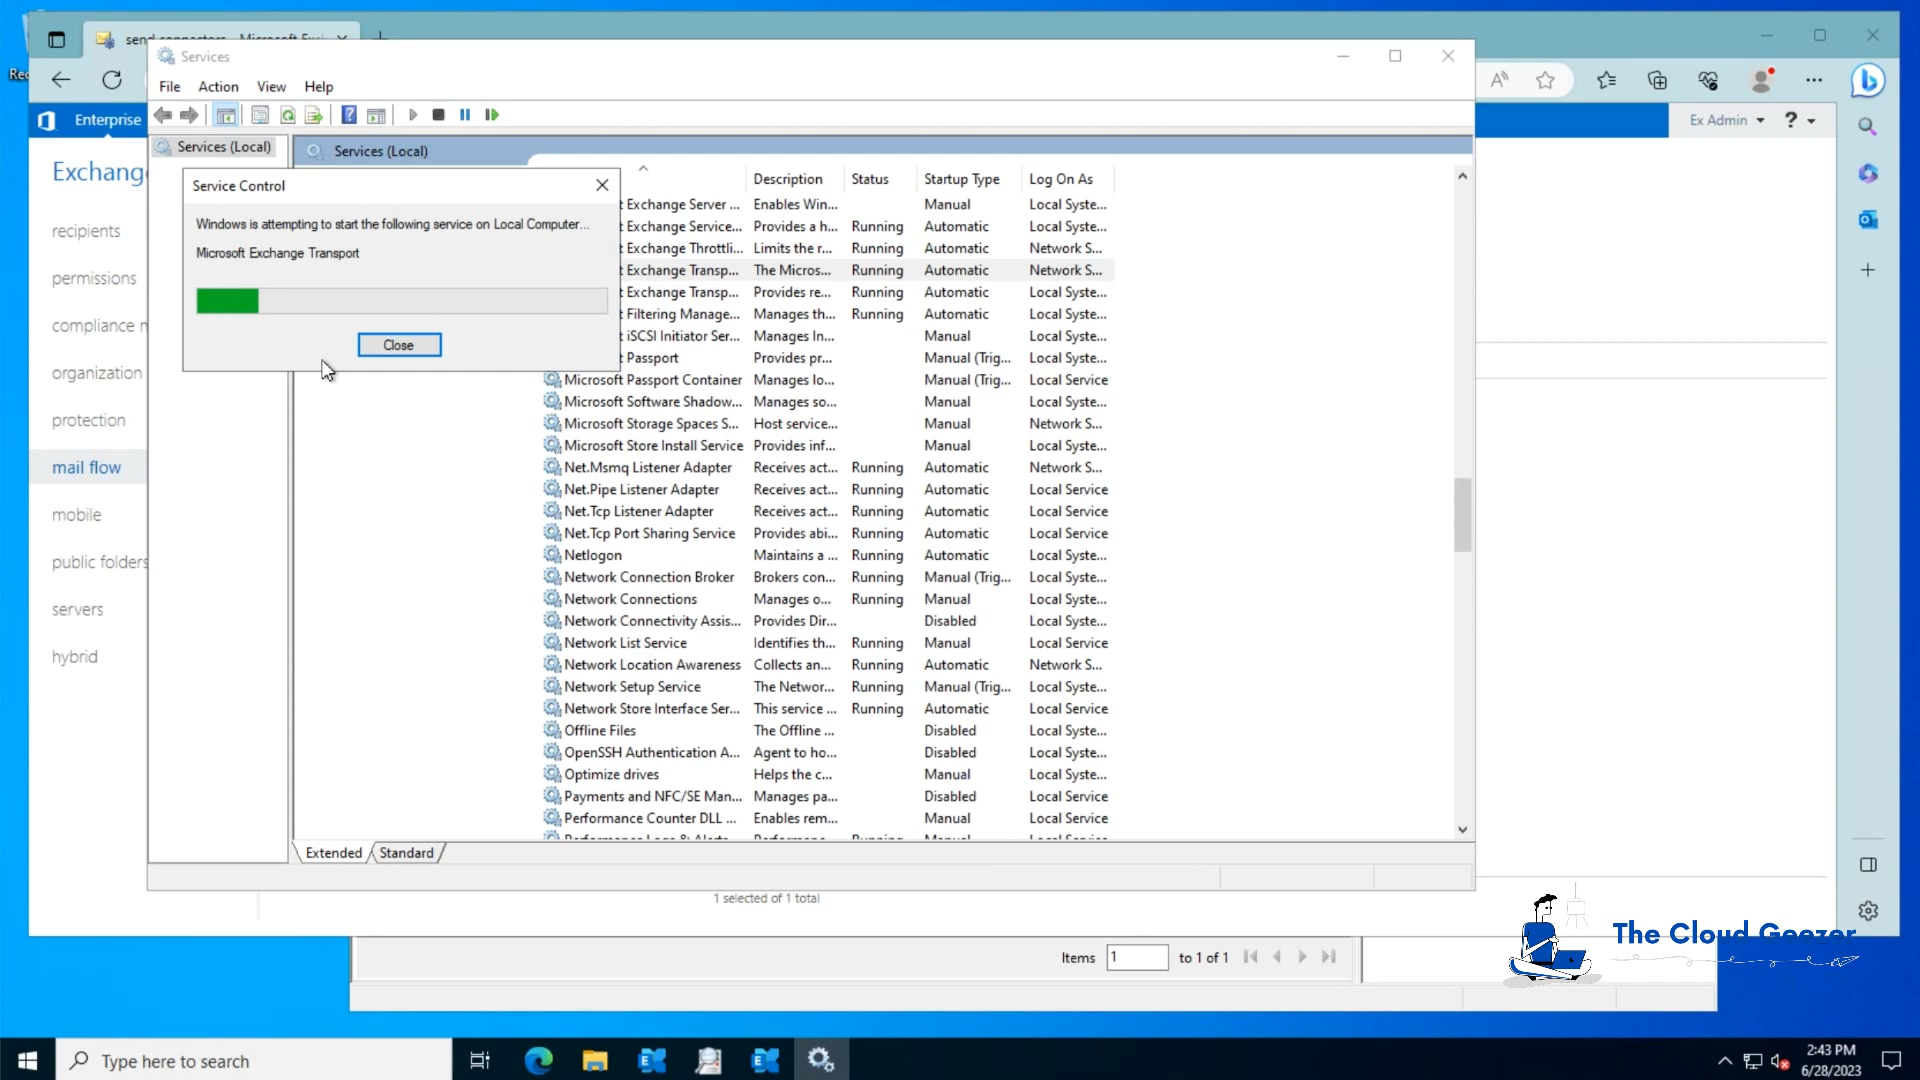 send connectors - Microsoft Exc
Services
File Action View Help
Enterprise
Ex Admin ?
Services (Local)
Services (Local)
Exchang
Service Control
Windows is attempting to start the following service on Local Computer...
Microsoft Exchange Transport
Close
recipients
permissions
compliance m
organization
protection
mail flow
mobile
public folders
servers
hybrid
Description Status Startup Type Log On As
t Exchange Server ... Enables Win... Manual Local Syste...
t Exchange Service... Provides a h... Running Automatic Local Syste...
t Exchange Throttli... Limits the r... Running Automatic Network S...
t Exchange Transp... The Micros... Running Automatic Network S...
t Exchange Transp... Provides re... Running Automatic Local Syste...
t Filtering Manage... Manages th... Running Automatic Local Syste...
t iSCSI Initiator Ser... Manages In... Manual Local Syste...
t Passport Provides pr... Manual (Trig... Local Syste...
Microsoft Passport Container Manages lo... Manual (Trig... Local Service
Microsoft Software Shadow... Manages so... Manual Local Syste...
Microsoft Storage Spaces S... Host service... Manual Network S...
Microsoft Store Install Service Provides inf... Manual Local Syste...
Net.Msmq Listener Adapter Receives act... Running Automatic Network S...
Net.Pipe Listener Adapter Receives act... Running Automatic Local Service
Net.Tcp Listener Adapter Receives act... Running Automatic Local Service
Net.Tcp Port Sharing Service Provides abi... Running Automatic Local Service
Netlogon Maintains a ... Running Automatic Local Syste...
Network Connection Broker Brokers con... Running Manual (Trig... Local Syste...
Network Connections Manages o... Running Manual Local Syste...
Network Connectivity Assis... Provides Dir... Disabled Local Syste...
Network List Service Identifies th... Running Manual Local Service
Network Location Awareness Collects an... Running Automatic Network S...
Network Setup Service The Networ... Running Manual (Trig... Local Syste...
Network Store Interface Ser... This service ... Running Automatic Local Service
Offline Files The Offline ... Disabled Local Syste...
OpenSSH Authentication A... Agent to ho... Disabled Local Syste...
Optimize drives Helps the c... Manual Local Syste...
Payments and NFC/SE Man... Manages pa... Disabled Local Service
Performance Counter DLL ... Enables rem... Manual Local Service
Extended Standard
1 selected of 1 total
Items 1 to 1 of 1
The Cloud Geezer
Type here to search
2:43 PM
6/28/2023